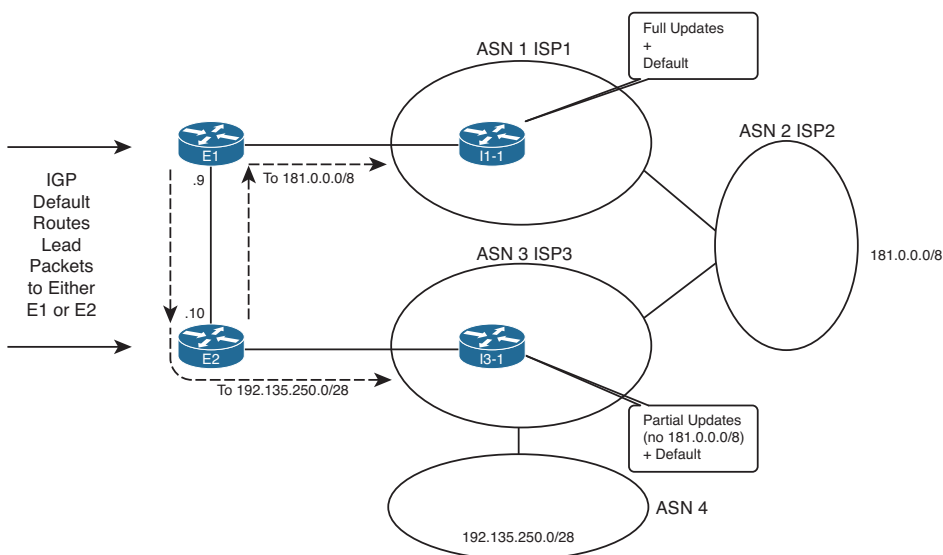 Full Updates
+
Default
ASN 1 ISP1
ASN 2 ISP2
E1
I1-1
To 181.0.0.0/8
.9
IGP
Default
Routes
Lead
Packets
to Either
E1 or E2
ASN 3 ISP3
181.0.0.0/8
.10
E2
I3-1
To 192.135.250.0/28
Partial Updates
(no 181.0.0.0/8)
+ Default
ASN 4
192.135.250.0/28